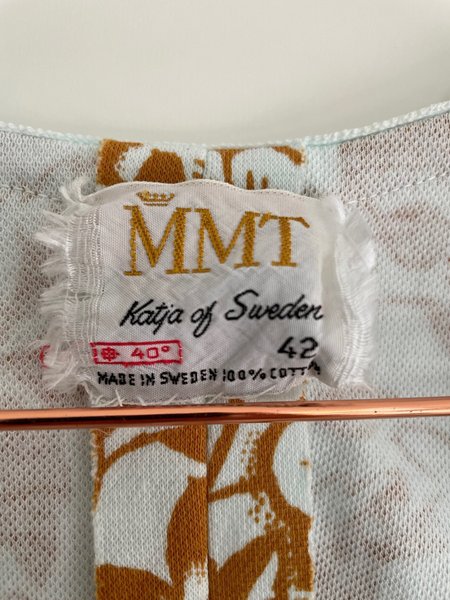 MMT
Katja of Sweden
40° 42
MADE IN SWEDEN 100% COTT